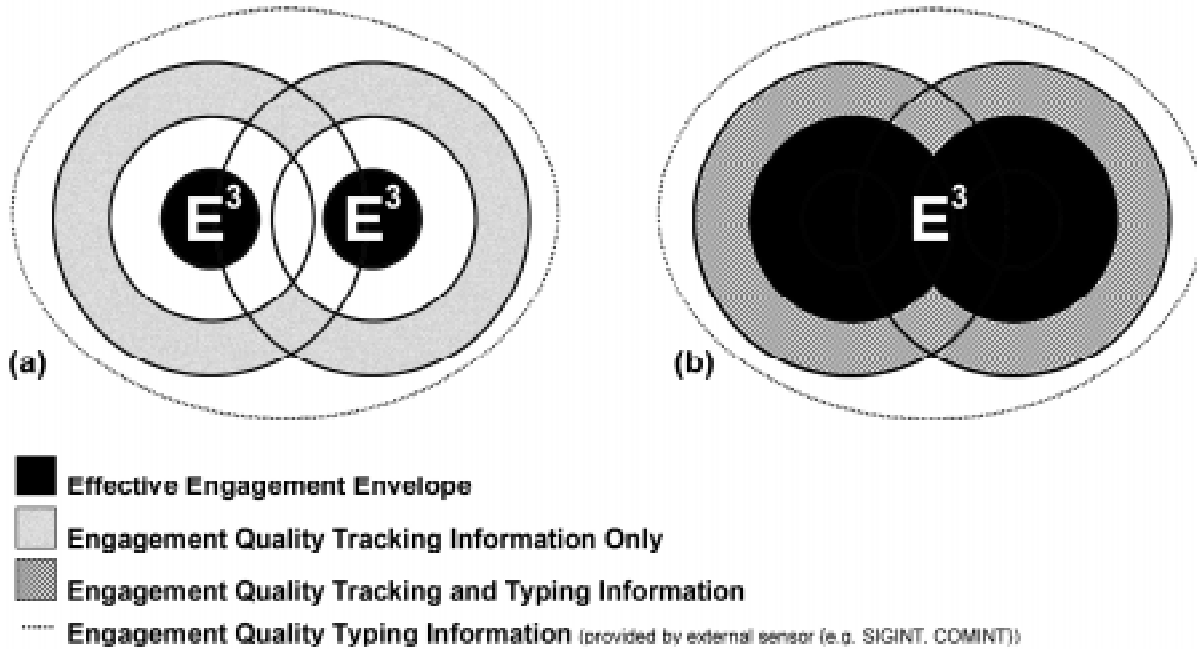 E³ E³ E³
(a) (b)
Effective Engagement Envelope
Engagement Quality Tracking Information Only
Engagement Quality Tracking and Typing Information
Engagement Quality Typing Information (provided by external sensor (e.g. SIGINT, COMINT))